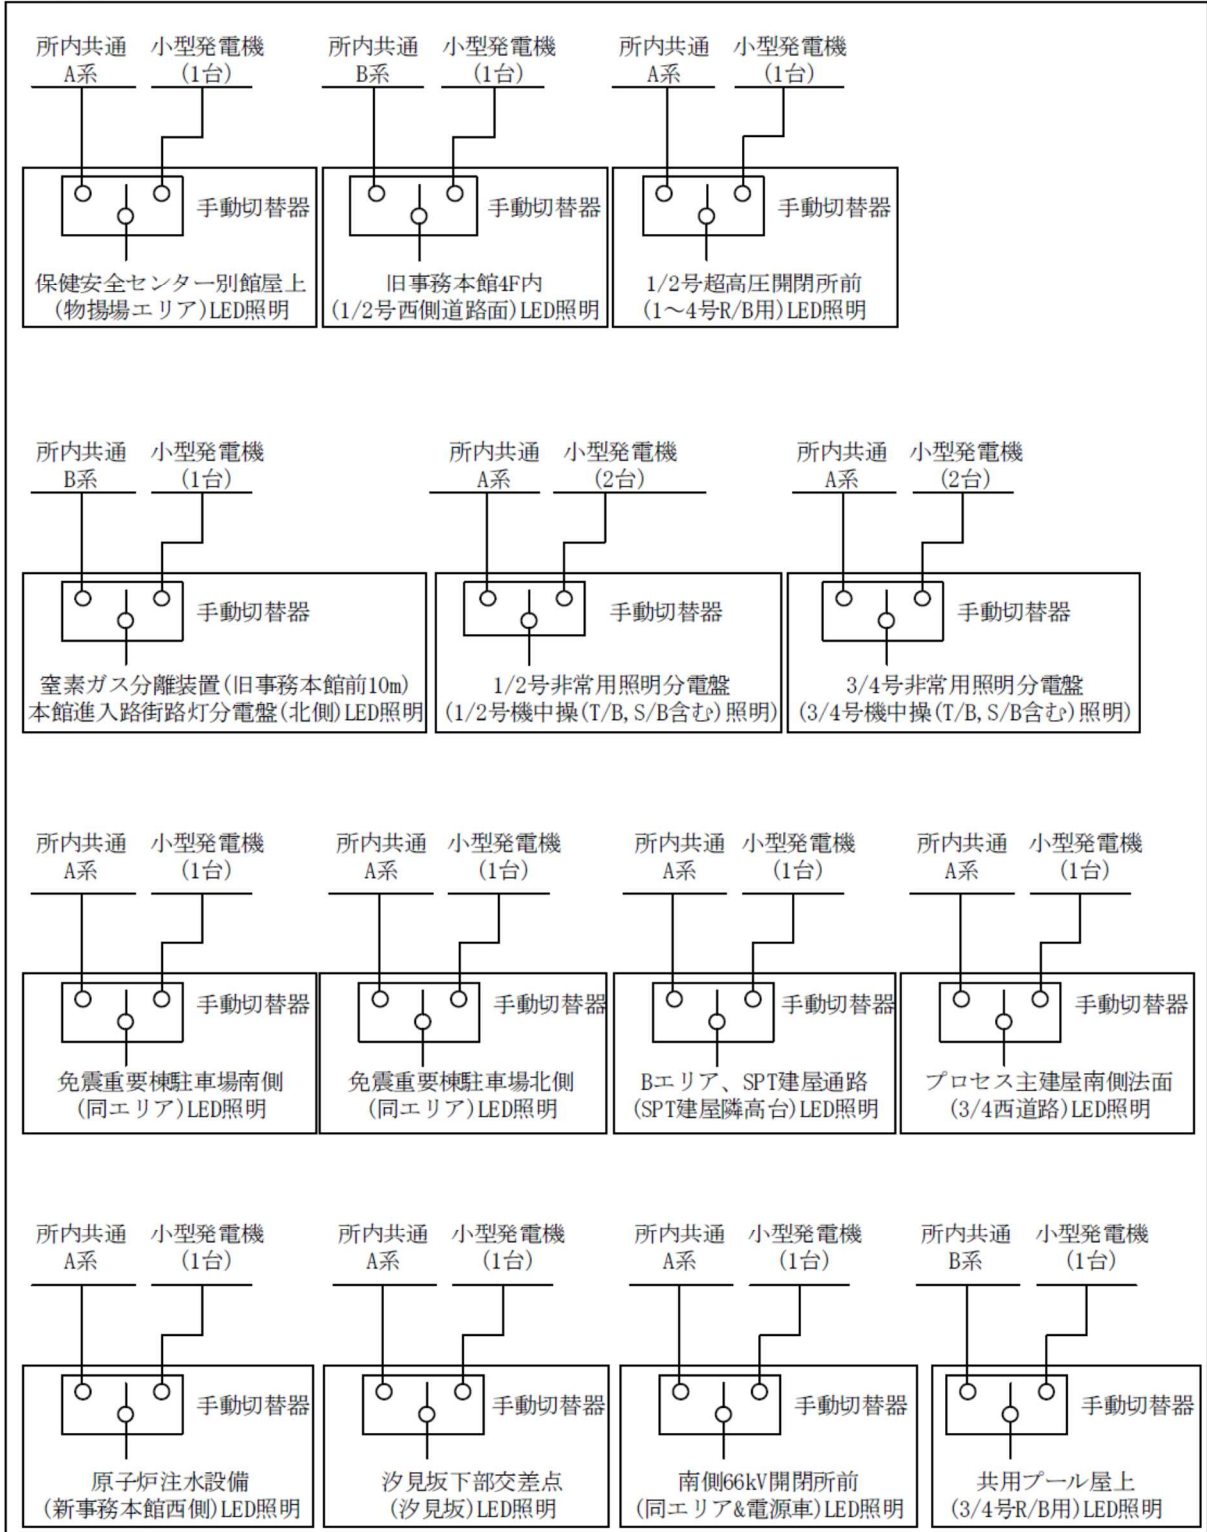 所内共通 小型発電機 所内共通 小型発電機 所内共通 小型発電機
A系 (1台) B系 (1台) A系 (1台)
手動切替器 手動切替器 手動切替器
保健安全センター別館屋上 旧事務本館4F内 1/2号超高圧開閉所前
(物揚場エリア)LED照明 (1/2号西側道路面)LED照明 (1～4号R/B用)LED照明
所内共通 小型発電機 所内共通 小型発電機 所内共通 小型発電機
B系 (1台) A系 (2台) A系 (2台)
手動切替器 手動切替器 手動切替器
窒素ガス分離装置(旧事務本館前10m) 1/2号非常用照明分電盤 3/4号非常用照明分電盤
本館進入路街路灯分電盤(北側)LED照明 (1/2号機中操(T/B,S/B含む)照明) (3/4号機中操(T/B,S/B含む)照明)
所内共通 小型発電機 所内共通 小型発電機 所内共通 小型発電機 所内共通 小型発電機
A系 (1台) A系 (1台) A系 (1台) A系 (1台)
手動切替器 手動切替器 手動切替器 手動切替器
免震重要棟駐車場南側 免震重要棟駐車場北側 Bエリア、SPT建屋通路 プロセス主建屋南側法面
(同エリア)LED照明 (同エリア)LED照明 (SPT建屋隣高台)LED照明 (3/4西道路)LED照明
所内共通 小型発電機 所内共通 小型発電機 所内共通 小型発電機 所内共通 小型発電機
A系 (1台) A系 (1台) A系 (1台) B系 (1台)
手動切替器 手動切替器 手動切替器 手動切替器
原子炉注水設備 汐見坂下部交差点 南側66kV開閉所前 共用プール屋上
(新事務本館西側)LED照明 (汐見坂)LED照明 (同エリア&電源車)LED照明 (3/4号R/B用)LED照明